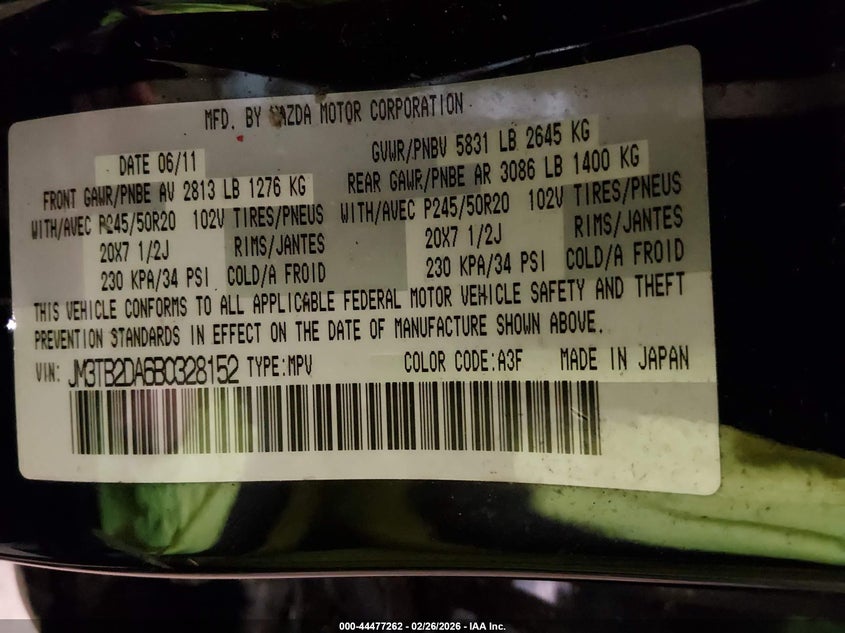 MFD. BY MAZDA MOTOR CORPORATION
DATE 06/11 GVWR/PNBV 5831 LB 2645 KG
FRONT GAWR/PNBE AV 2813 LB 1276 KG REAR GAWR/PNBE AR 3086 LB 1400 KG
WITH/AVEC P245/50R20 102V TIRES/PNEUS WITH/AVEC P245/50R20 102V TIRES/PNEUS
20X7 1/2J RIMS/JANTES 20X7 1/2J RIMS/JANTES
230 KPA/34 PSI COLD/A FROID 230 KPA/34 PSI COLD/A FROID
THIS VEHICLE CONFORMS TO ALL APPLICABLE FEDERAL MOTOR VEHICLE SAFETY AND THEFT
PREVENTION STANDARDS IN EFFECT ON THE DATE OF MANUFACTURE SHOWN ABOVE.
VIN: JM3TB2DA6B0328152 TYPE:MPV COLOR CODE:A3F MADE IN JAPAN
000-44477262 - 02/26/2026 - IAA Inc.